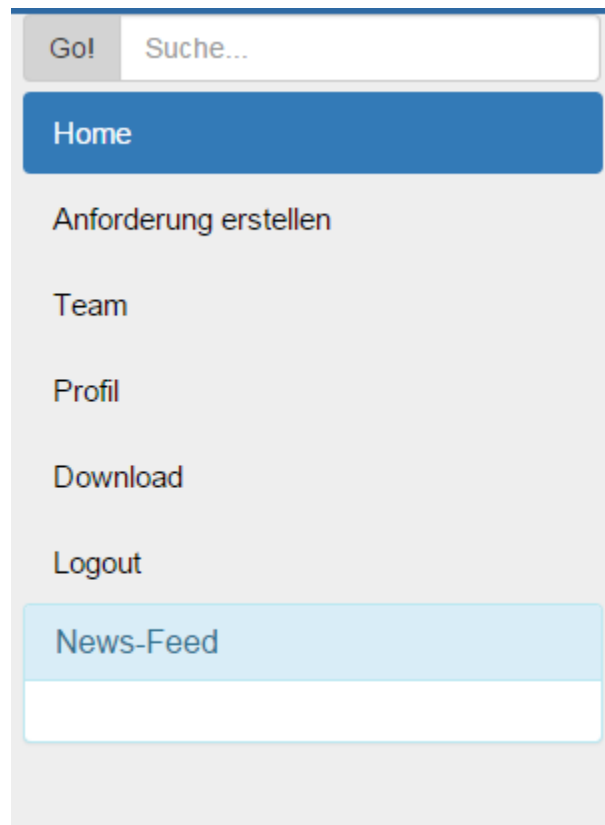 Go! Suche...
Home
Anforderung erstellen
Team
Profil
Download
Logout
News-Feed